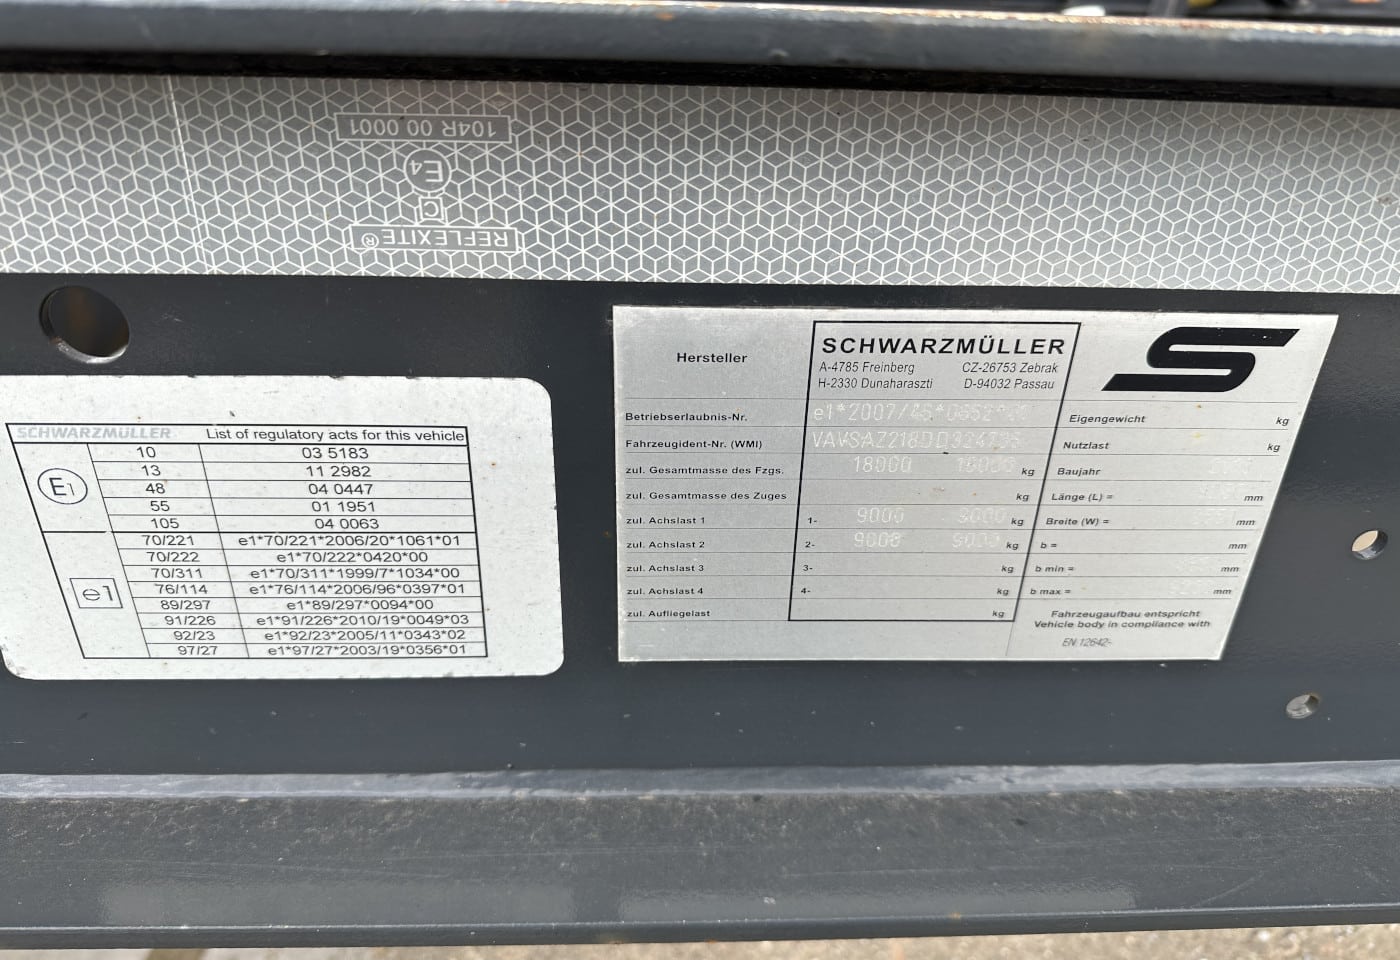 104R 00 0001
E4
C
REFLEXITE®
SCHWARZMÜLLER List of regulatory acts for this vehicle
E1
10 03 5183
13 11 2982
48 04 0447
55 01 1951
105 04 0063
e1
70/221 e1*70/221*2006/20*1061*01
70/222 e1*70/222*0420*00
70/311 e1*70/311*1999/7*1034*00
76/114 e1*76/114*2006/96*0397*01
89/297 e1*89/297*0094*00
91/226 e1*91/226*2010/19*0049*03
92/23 e1*92/23*2005/11*0343*02
97/27 e1*97/27*2003/19*0356*01
Hersteller
SCHWARZMÜLLER
A-4785 Freinberg CZ-26753 Zebrak
H-2330 Dunaharaszti D-94032 Passau
S
Betriebserlaubnis-Nr.
Fahrzeugident-Nr. (WMI)
zul. Gesamtmasse des Fzgs. 18000 18000 kg
zul. Gesamtmasse des Zuges kg
zul. Achslast 1 1- 9000 9000 kg
zul. Achslast 2 2- 9000 9000 kg
zul. Achslast 3 3- kg
zul. Achslast 4 4- kg
zul. Aufliegelast kg
Eigengewicht kg
Nutzlast kg
Baujahr
Länge (L) = mm
Breite (W) = mm
b = mm
b min = mm
b max = mm
Fahrzeugaufbau entspricht
Vehicle body in compliance with
EN 12642-